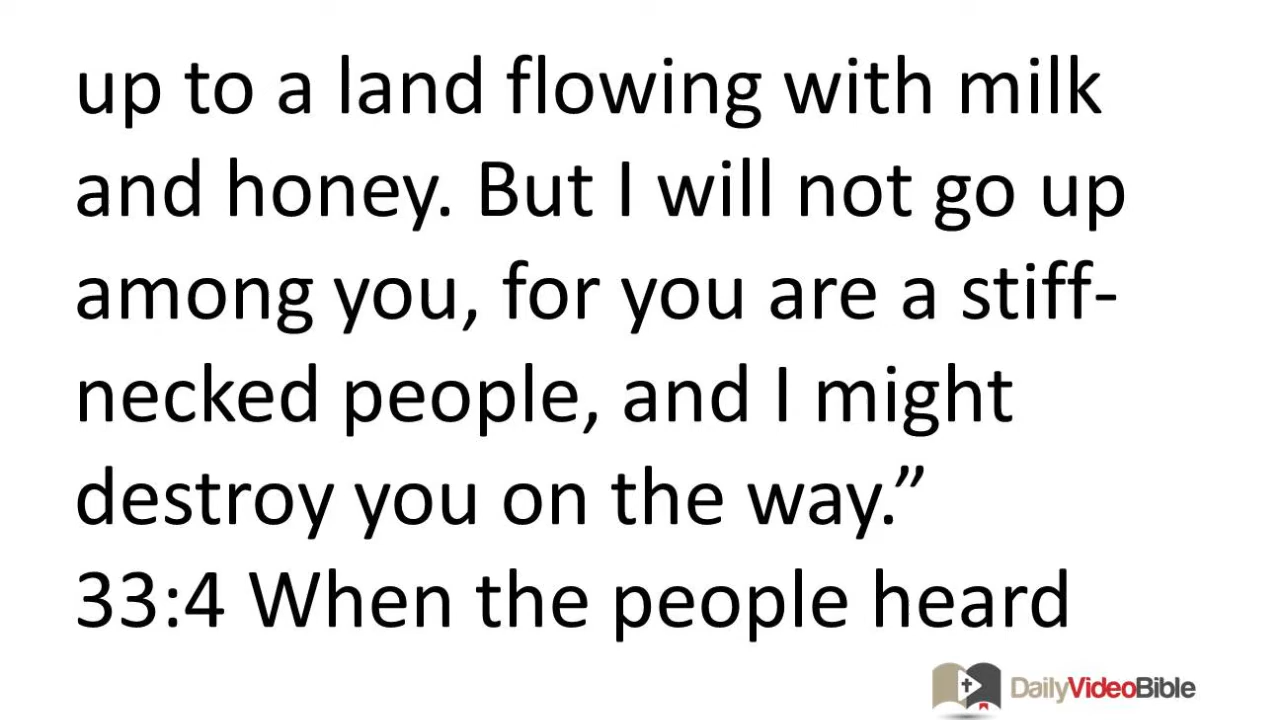 up to a land flowing with milk
and honey. But I will not go up
among you, for you are a stiff-
necked people, and I might
destroy you on the way.”
33:4 When the people heard
DailyVideoBible